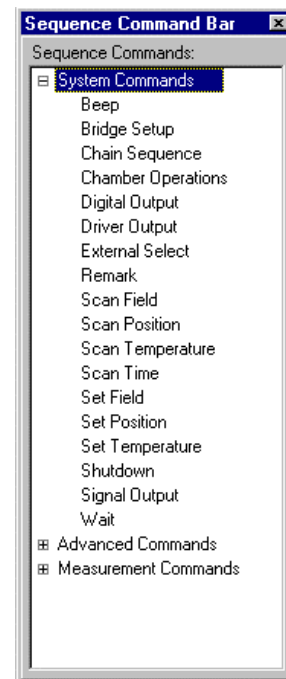 Sequence Command Bar
Sequence Commands:
System Commands
Beep
Bridge Setup
Chain Sequence
Chamber Operations
Digital Output
Driver Output
External Select
Remark
Scan Field
Scan Position
Scan Temperature
Scan Time
Set Field
Set Position
Set Temperature
Shutdown
Signal Output
Wait
Advanced Commands
Measurement Commands